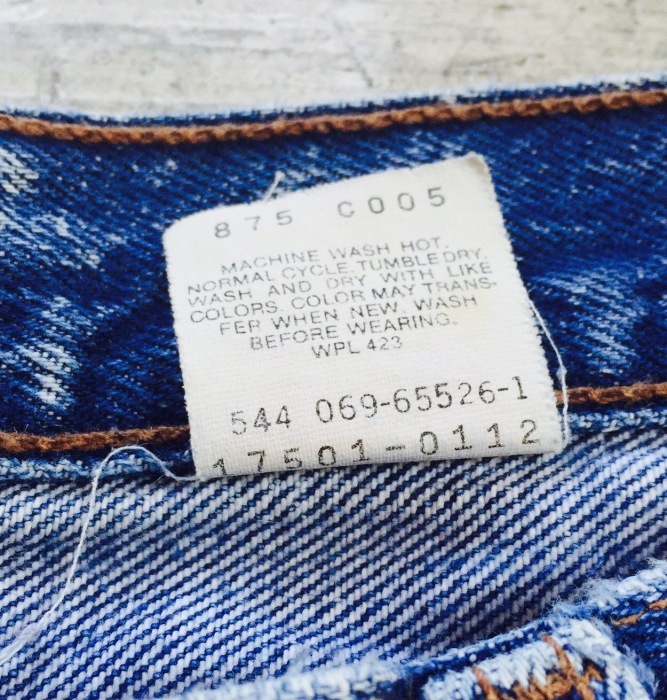 875 C005
MACHINE WASH HOT.
NORMAL CYCLE. TUMBLE DRY.
WASH AND DRY WITH LIKE
COLORS. COLOR MAY TRANS-
FER WHEN NEW. WASH
BEFORE WEARING.
WPL 423
544 069-65526-1
17501-0112